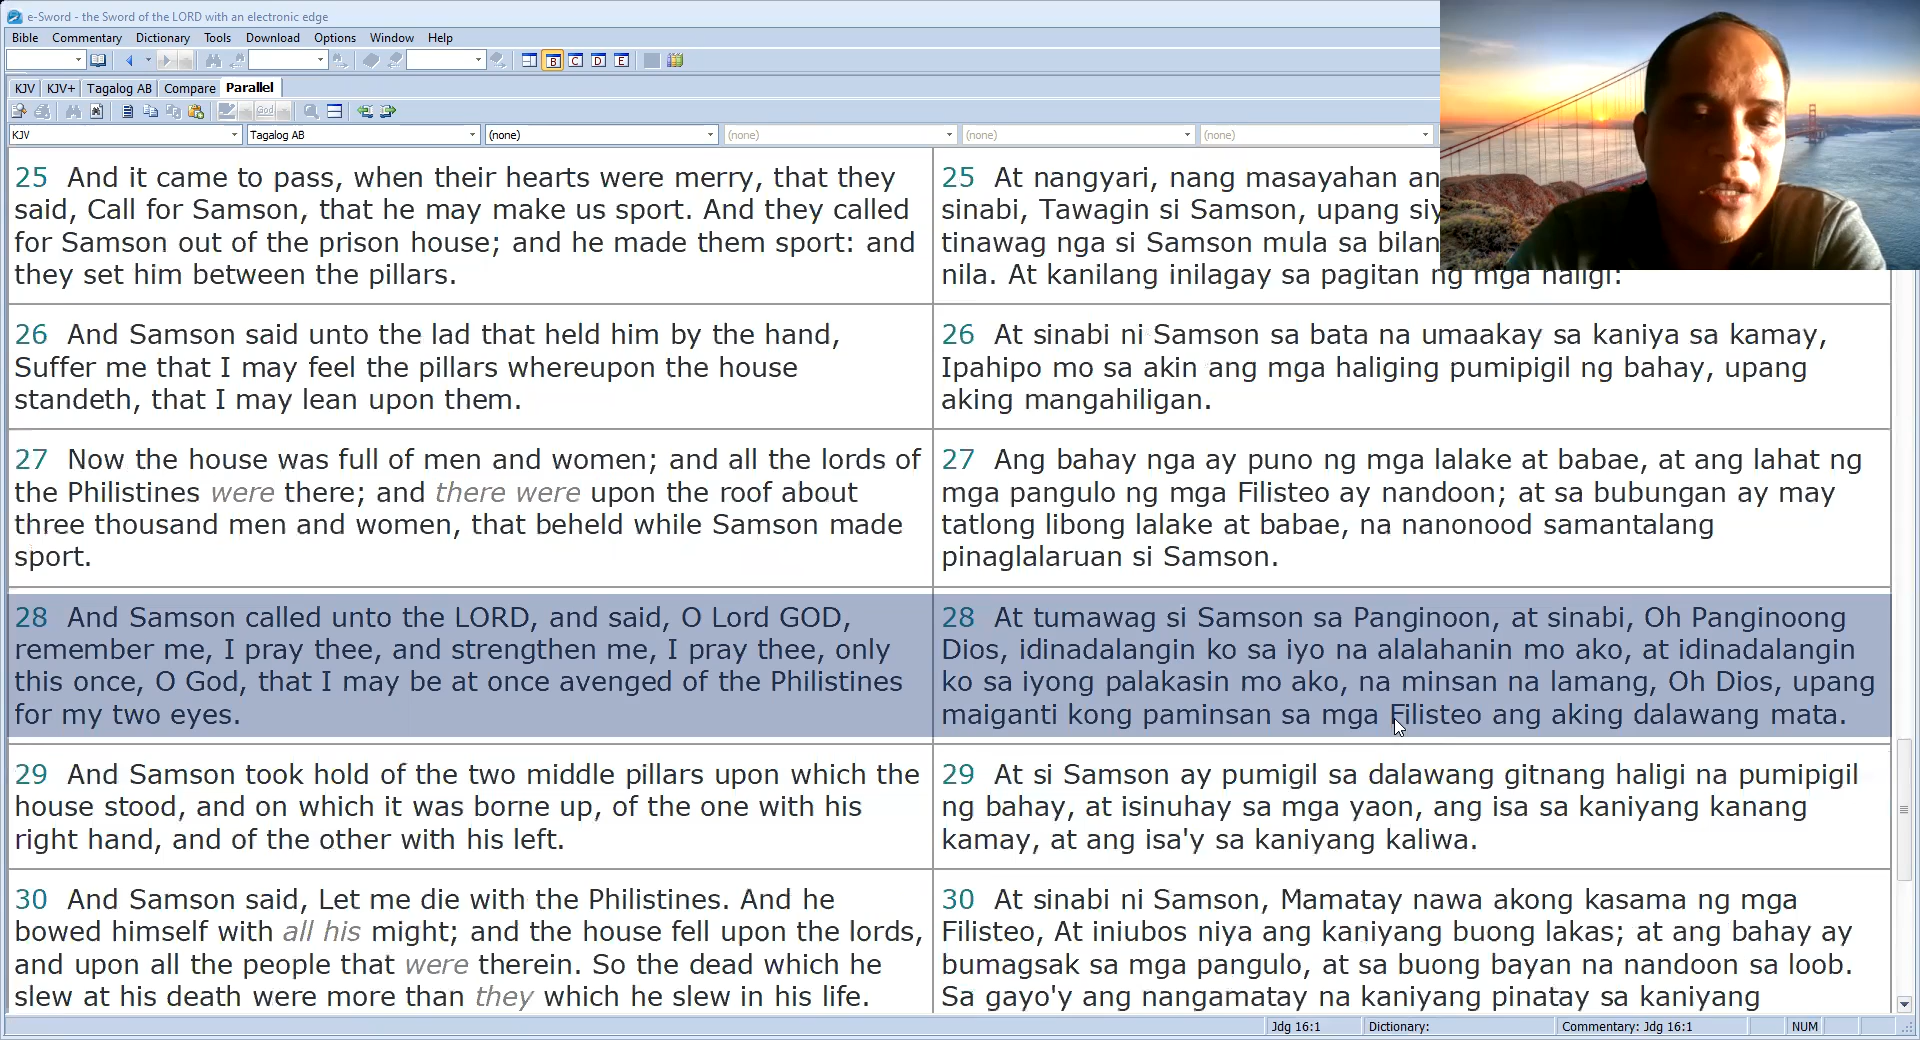 e-Sword - the Sword of the LORD with an electronic edge
Bible Commentary Dictionary Tools Download Options Window Help
B C D E
KJV KJV+ Tagalog AB Compare Parallel
God
KJV Tagalog AB (none) (none) (none) (none)
25 And it came to pass, when their hearts were merry, that they
said, Call for Samson, that he may make us sport. And they called
for Samson out of the prison house; and he made them sport: and
they set him between the pillars.
25 At nangyari, nang masayahan
sinabi, Tawagin si Samson, upang
tinawag nga si Samson mula sa
nila. At kanilang inilagay sa pagitan ng mga haligi:
26 And Samson said unto the lad that held him by the hand,
Suffer me that I may feel the pillars whereupon the house
standeth, that I may lean upon them.
26 At sinabi ni Samson sa bata na umaakay sa kaniya sa kamay,
Ipahipo mo sa akin ang mga haliging pumipigil ng bahay, upang
aking mangahiligan.
27 Now the house was full of men and women; and all the lords of
the Philistines were there; and there were upon the roof about
three thousand men and women, that beheld while Samson made
sport.
27 Ang bahay nga ay puno ng mga lalake at babae, at ang lahat ng
mga pangulo ng mga Filisteo ay nandoon; at sa bubungan ay may
tatlong libong lalake at babae, na nanonood samantalang
pinaglalaruan si Samson.
28 And Samson called unto the LORD, and said, O Lord GOD,
remember me, I pray thee, and strengthen me, I pray thee, only
this once, O God, that I may be at once avenged of the Philistines
for my two eyes.
28 At tumawag si Samson sa Panginoon, at sinabi, Oh Panginoong
Dios, idinadalangin ko sa iyo na alalahanin mo ako, at idinadalangin
ko sa iyong palakasin mo ako, na minsan na lamang, Oh Dios, upang
maiganti kong paminsan sa mga Filisteo ang aking dalawang mata.
29 And Samson took hold of the two middle pillars upon which the
house stood, and on which it was borne up, of the one with his
right hand, and of the other with his left.
29 At si Samson ay pumigil sa dalawang gitnang haligi na pumipigil
ng bahay, at isinuhay sa mga yaon, ang isa sa kaniyang kanang
kamay, at ang isa'y sa kaniyang kaliwa.
30 And Samson said, Let me die with the Philistines. And he
bowed himself with all his might; and the house fell upon the lords,
and upon all the people that were therein. So the dead which he
slew at his death were more than they which he slew in his life.
30 At sinabi ni Samson, Mamatay nawa akong kasama ng mga
Filisteo, At iniubos niya ang kaniyang buong lakas; at ang bahay ay
bumagsak sa mga pangulo, at sa buong bayan na nandoon sa loob.
Sa gayo'y ang nangamatay na kaniyang pinatay sa kaniyang
Jdg 16:1 Dictionary: Commentary: Jdg 16:1 NUM